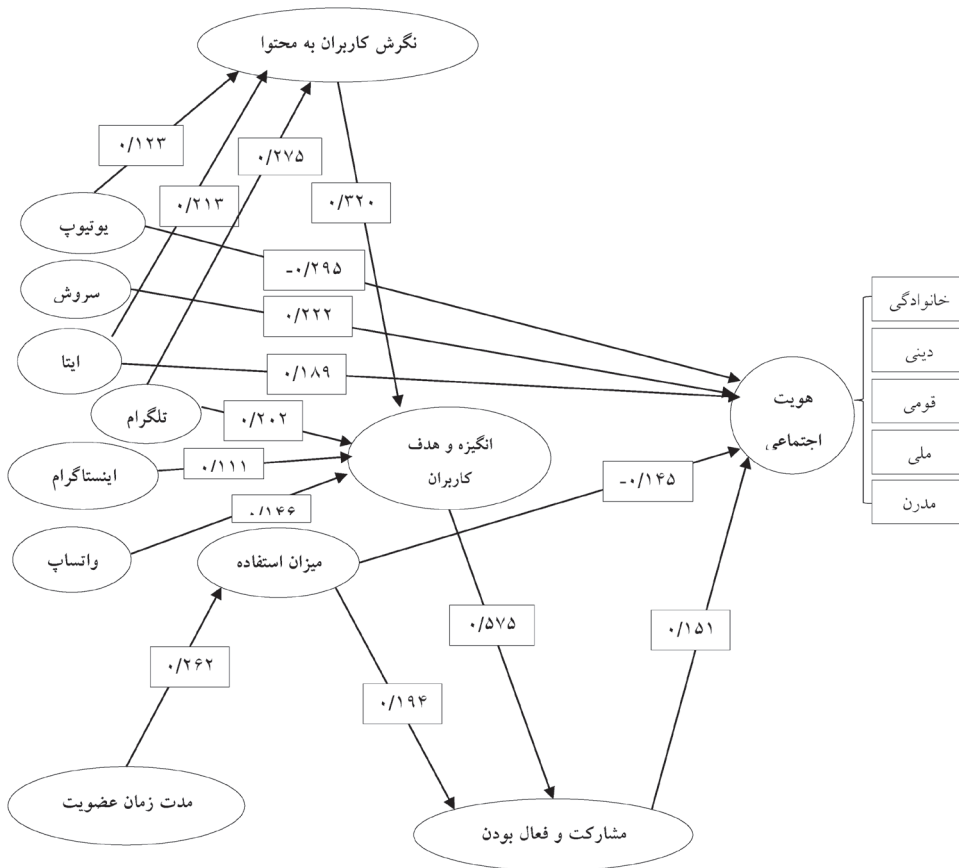 نگرش کاربران به محتوا
۰/۱۲۳
۰/۲۷۵
۰/۲۱۳
۰/۳۲۰
یوتیوپ
-۰/۲۹۵
سروش
۰/۲۲۲
خانوادگی
ایتا
۰/۱۸۹
دینی
تلگرام
۰/۲۰۲
هویت
اجتماعی
قومی
انگیزه و هدف
کاربران
ملی
اینستاگرام
۰/۱۱۱
-۰/۱۴۵
مدرن
۰/۱۴۶
واتساپ
میزان استفاده
۰/۵۷۵
۰/۱۵۱
۰/۲۶۲
۰/۱۹۴
مدت زمان عضویت
مشارکت و فعال بودن